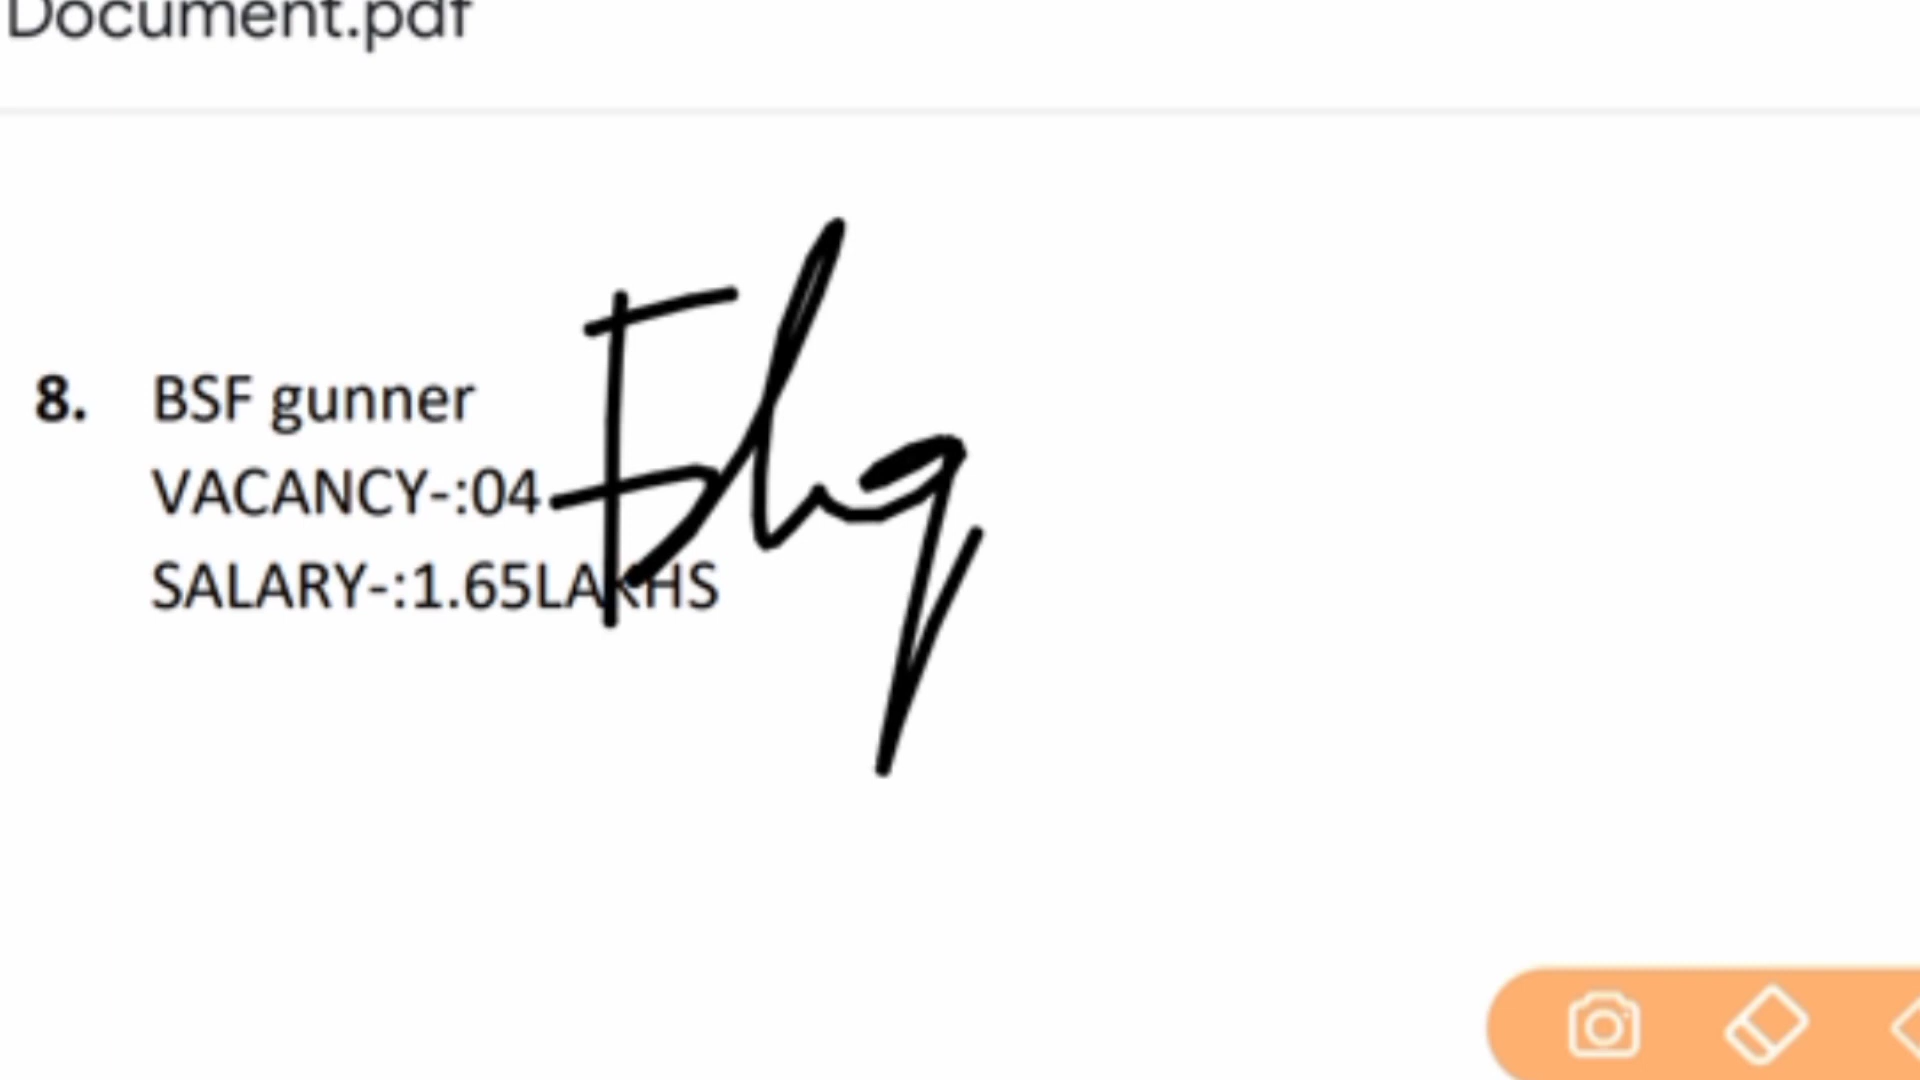 Document.pdf
8. BSF gunner
VACANCY-:04
SALARY-:1.65LAKHS